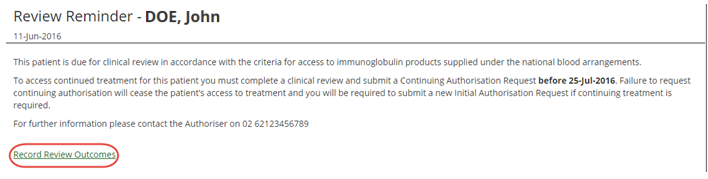 Review Reminder - DOE, John
11-Jun-2016
This patient is due for clinical review in accordance with the criteria for access to immunoglobulin products supplied under the national blood arrangements.
To access continued treatment for this patient you must complete a clinical review and submit a Continuing Authorisation Request before 25-Jul-2016. Failure to request
continuing authorisation will cease the patient's access to treatment and you will be required to submit a new Initial Authorisation Request if continuing treatment is
required.
For further information please contact the Authoriser on 02 62123456789
Record Review Outcomes